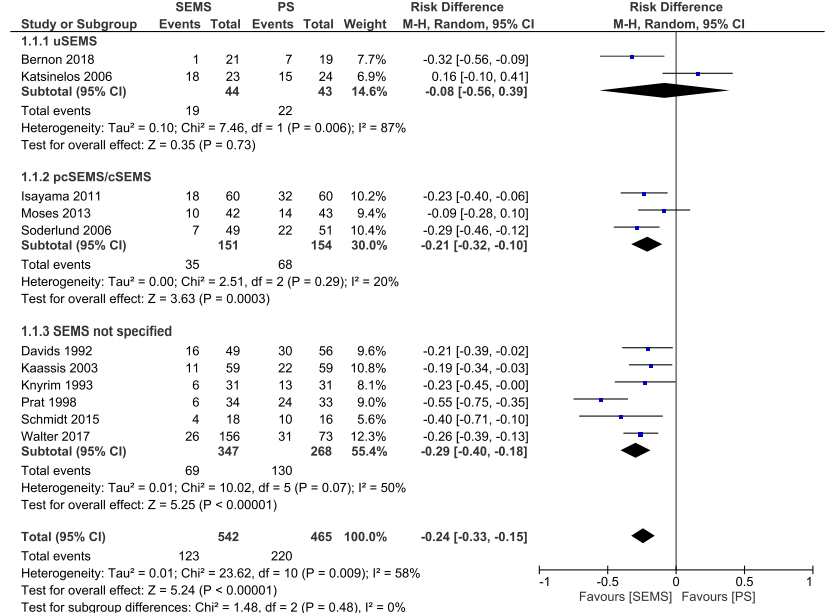 SEMS PS Risk Difference Risk Difference
Study or Subgroup Events Total Events Total Weight M-H, Random, 95% CI M-H, Random, 95% CI
1.1.1 uSEMS
Bernon 2018 1 21 7 19 7.7% -0.32 [-0.56, -0.09]
Katsinelos 2006 18 23 15 24 6.9% 0.16 [-0.10, 0.41]
Subtotal (95% CI) 44 43 14.6% -0.08 [-0.56, 0.39]
Total events 19 22
Heterogeneity: Tau² = 0.10; Chi² = 7.46, df = 1 (P = 0.006); I² = 87%
Test for overall effect: Z = 0.35 (P = 0.73)
1.1.2 pcSEMS/cSEMS
Isayama 2011 18 60 32 60 10.2% -0.23 [-0.40, -0.06]
Moses 2013 10 42 14 43 9.4% -0.09 [-0.28, 0.10]
Soderlund 2006 7 49 22 51 10.4% -0.29 [-0.46, -0.12]
Subtotal (95% CI) 151 154 30.0% -0.21 [-0.32, -0.10]
Total events 35 68
Heterogeneity: Tau² = 0.00; Chi² = 2.51, df = 2 (P = 0.29); I² = 20%
Test for overall effect: Z = 3.63 (P = 0.0003)
1.1.3 SEMS not specified
Davids 1992 16 49 30 56 9.6% -0.21 [-0.39, -0.02]
Kaassis 2003 11 59 22 59 10.8% -0.19 [-0.34, -0.03]
Knyrim 1993 6 31 13 31 8.1% -0.23 [-0.45, -0.00]
Prat 1998 6 34 24 33 9.0% -0.55 [-0.75, -0.35]
Schmidt 2015 4 18 10 16 5.6% -0.40 [-0.71, -0.10]
Walter 2017 26 156 31 73 12.3% -0.26 [-0.39, -0.13]
Subtotal (95% CI) 347 268 55.4% -0.29 [-0.40, -0.18]
Total events 69 130
Heterogeneity: Tau² = 0.01; Chi² = 10.02, df = 5 (P = 0.07); I² = 50%
Test for overall effect: Z = 5.25 (P < 0.00001)
Total (95% CI) 542 465 100.0% -0.24 [-0.33, -0.15]
Total events 123 220
Heterogeneity: Tau² = 0.01; Chi² = 23.62, df = 10 (P = 0.009); I² = 58%
Test for overall effect: Z = 5.24 (P < 0.00001)
Test for subgroup differences: Chi² = 1.48, df = 2 (P = 0.48), I² = 0%
-1 -0.5 0 0.5 1
Favours [SEMS] Favours [PS]